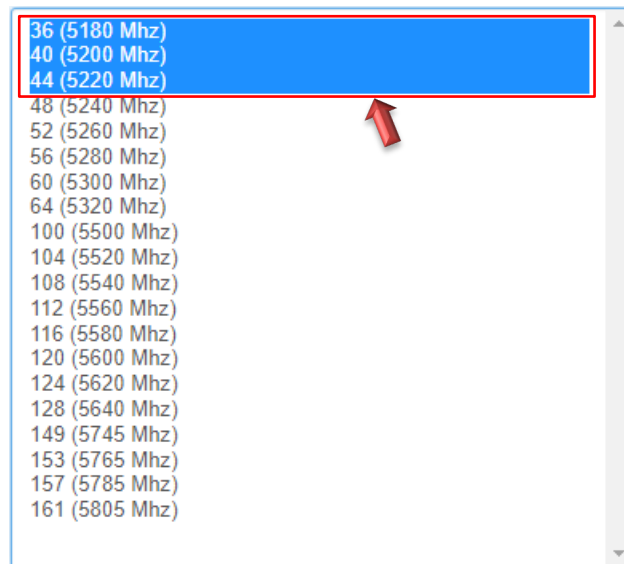 36 (5180 Mhz)
40 (5200 Mhz)
44 (5220 Mhz)
48 (5240 Mhz)
52 (5260 Mhz)
56 (5280 Mhz)
60 (5300 Mhz)
64 (5320 Mhz)
100 (5500 Mhz)
104 (5520 Mhz)
108 (5540 Mhz)
112 (5560 Mhz)
116 (5580 Mhz)
120 (5600 Mhz)
124 (5620 Mhz)
128 (5640 Mhz)
149 (5745 Mhz)
153 (5765 Mhz)
157 (5785 Mhz)
161 (5805 Mhz)